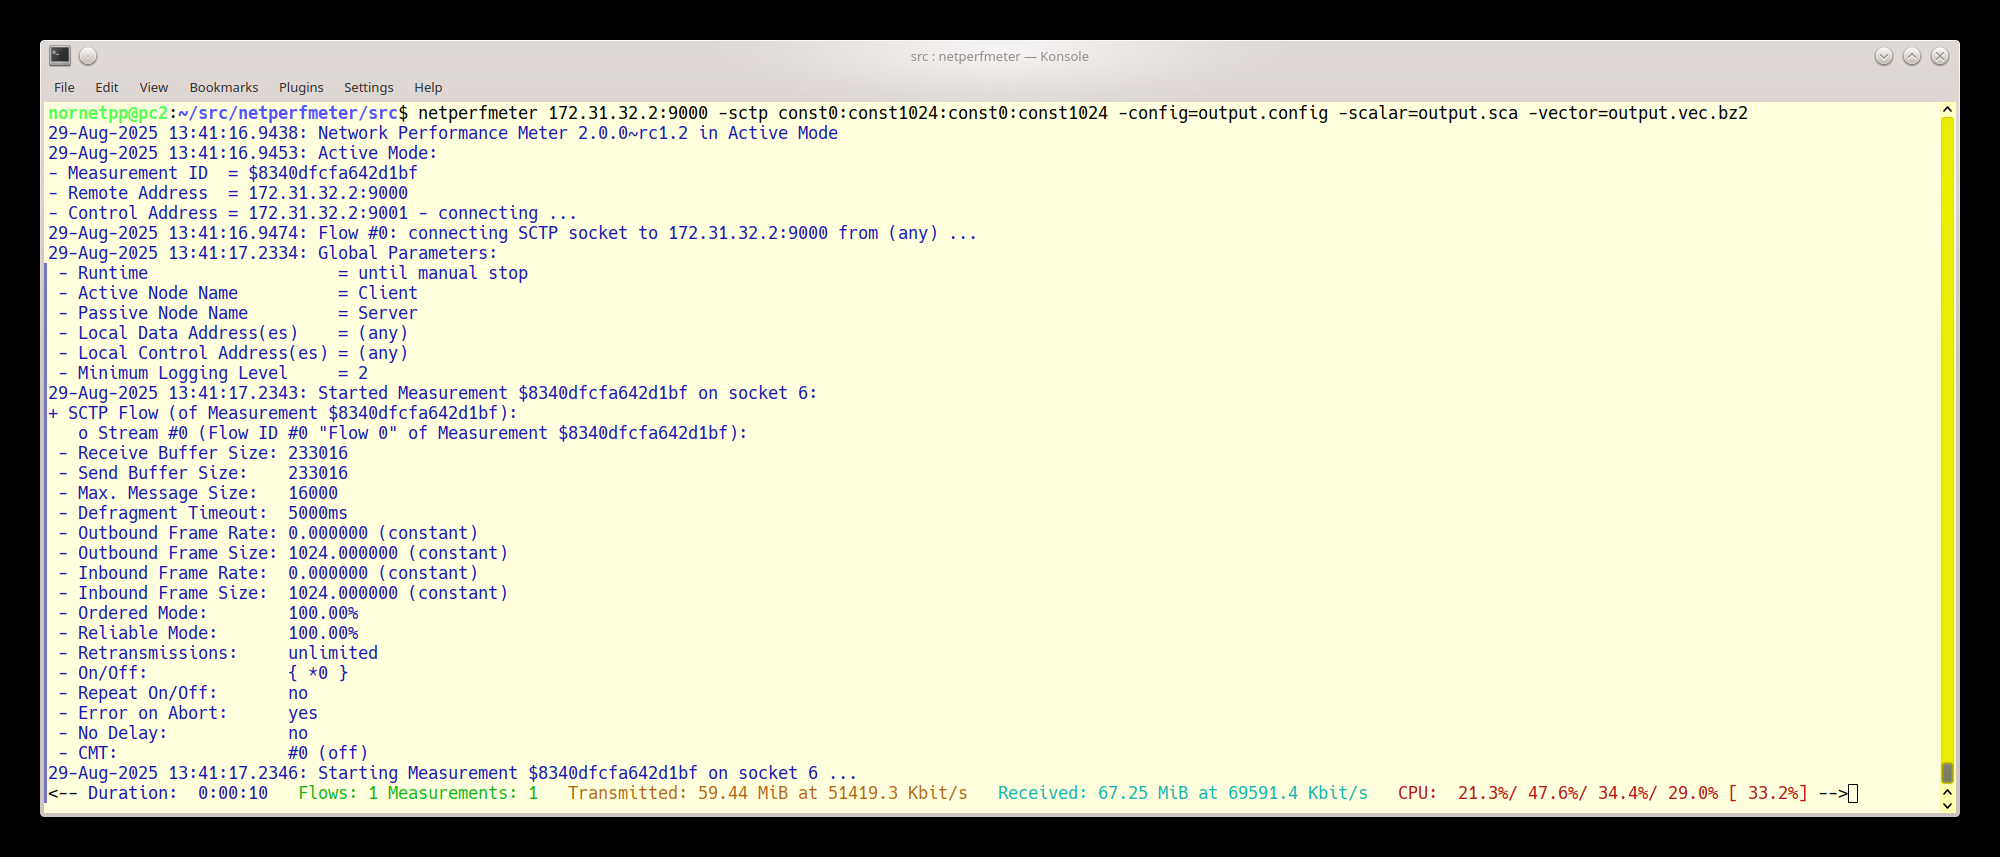 src : netperfmeter — Konsole
File Edit View Bookmarks Plugins Settings Help
nornetpp@pc2:~/src/netperfmeter/src$ netperfmeter 172.31.32.2:9000 -sctp const0:const1024:const0:const1024 -config=output.config -scalar=output.sca -vector=output.vec.bz2
29-Aug-2025 13:41:16.9438: Network Performance Meter 2.0.0~rc1.2 in Active Mode
29-Aug-2025 13:41:16.9453: Active Mode:
- Measurement ID  = $8340dfcfa642d1bf
- Remote Address  = 172.31.32.2:9000
- Control Address = 172.31.32.2:9001 - connecting ...
29-Aug-2025 13:41:16.9474: Flow #0: connecting SCTP socket to 172.31.32.2:9000 from (any) ...
29-Aug-2025 13:41:17.2334: Global Parameters:
 - Runtime                   = until manual stop
 - Active Node Name          = Client
 - Passive Node Name         = Server
 - Local Data Address(es)    = (any)
 - Local Control Address(es) = (any)
 - Minimum Logging Level     = 2
29-Aug-2025 13:41:17.2343: Started Measurement $8340dfcfa642d1bf on socket 6:
+ SCTP Flow (of Measurement $8340dfcfa642d1bf):
   o Stream #0 (Flow ID #0 "Flow 0" of Measurement $8340dfcfa642d1bf):
 - Receive Buffer Size: 233016
 - Send Buffer Size:    233016
 - Max. Message Size:   16000
 - Defragment Timeout:  5000ms
 - Outbound Frame Rate: 0.000000 (constant)
 - Outbound Frame Size: 1024.000000 (constant)
 - Inbound Frame Rate:  0.000000 (constant)
 - Inbound Frame Size:  1024.000000 (constant)
 - Ordered Mode:        100.00%
 - Reliable Mode:       100.00%
 - Retransmissions:     unlimited
 - On/Off:              { *0 }
 - Repeat On/Off:       no
 - Error on Abort:      yes
 - No Delay:            no
 - CMT:                 #0 (off)
29-Aug-2025 13:41:17.2346: Starting Measurement $8340dfcfa642d1bf on socket 6 ...
<-- Duration:  0:00:10   Flows: 1 Measurements: 1   Transmitted: 59.44 MiB at 51419.3 Kbit/s   Received: 67.25 MiB at 69591.4 Kbit/s   CPU:  21.3%/ 47.6%/ 34.4%/ 29.0% [ 33.2%] -->